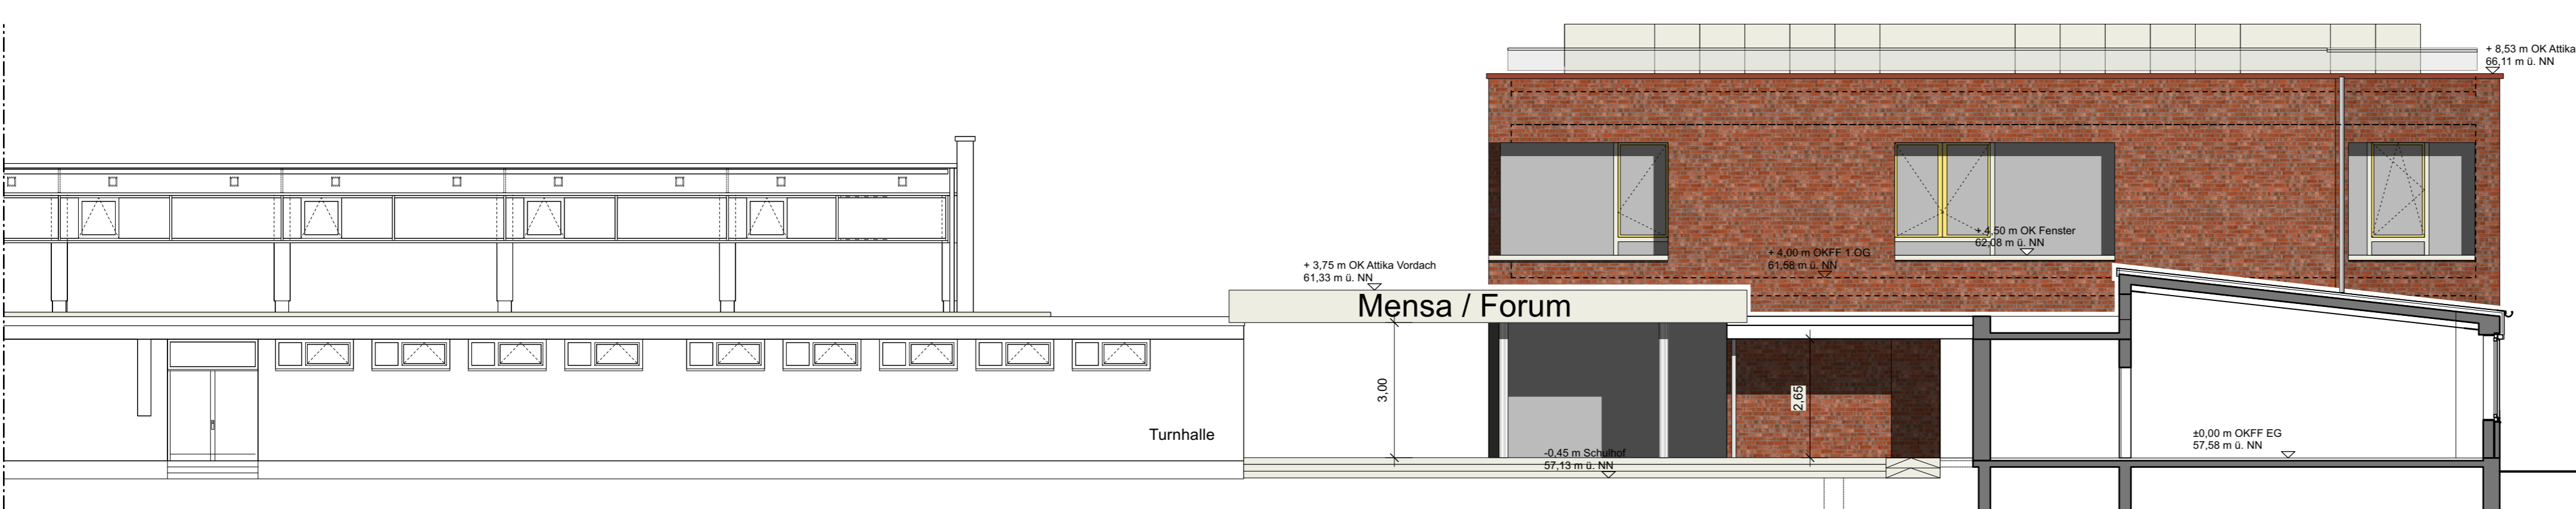 + 8,53 m OK Attika
66,11 m ü. NN
+ 4,50 m OK Fenster
62,08 m ü. NN
+ 4,00 m OKFF 1.OG
61,58 m ü. NN
+ 3,75 m OK Attika Vordach
61,33 m ü. NN
Mensa / Forum
3,00
2,65
Turnhalle
±0,00 m OKFF EG
57,58 m ü. NN
-0,45 m Schulhof
57,13 m ü. NN